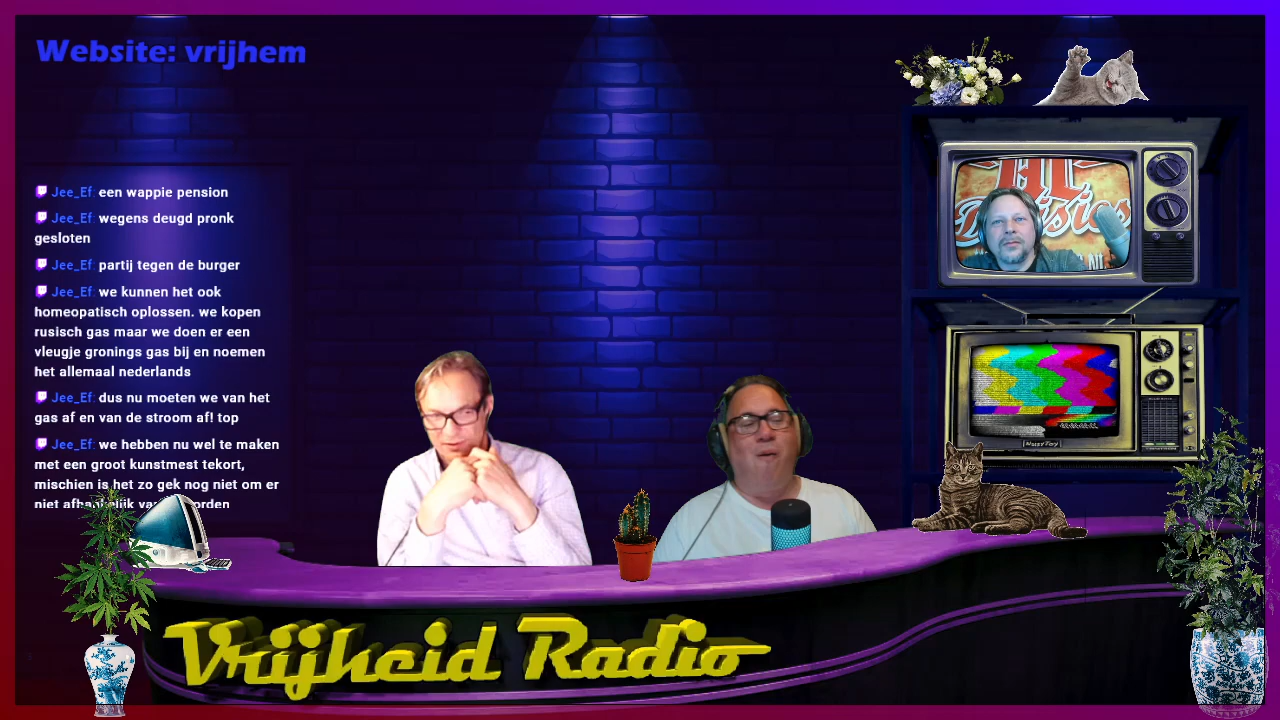 Website: vrijhem
Jee_Ef: een wappie pension
Jee_Ef: wegens deugd pronk
gesloten
Jee_Ef: partij tegen de burger
Jee_Ef: we kunnen het ook
homeopatisch oplossen. we kopen
rusisch gas maar we doen er een
vleugje gronings gas bij en noemen
het allemaal nederlands
Jee_Ef: dus nu moeten we van het
gas af en van de stroom af! top
Jee_Ef: we hebben nu wel te maken
met een groot kunstmest tekort,
mischien is het zo gek nog niet om er
niet
Vrijheid Radio